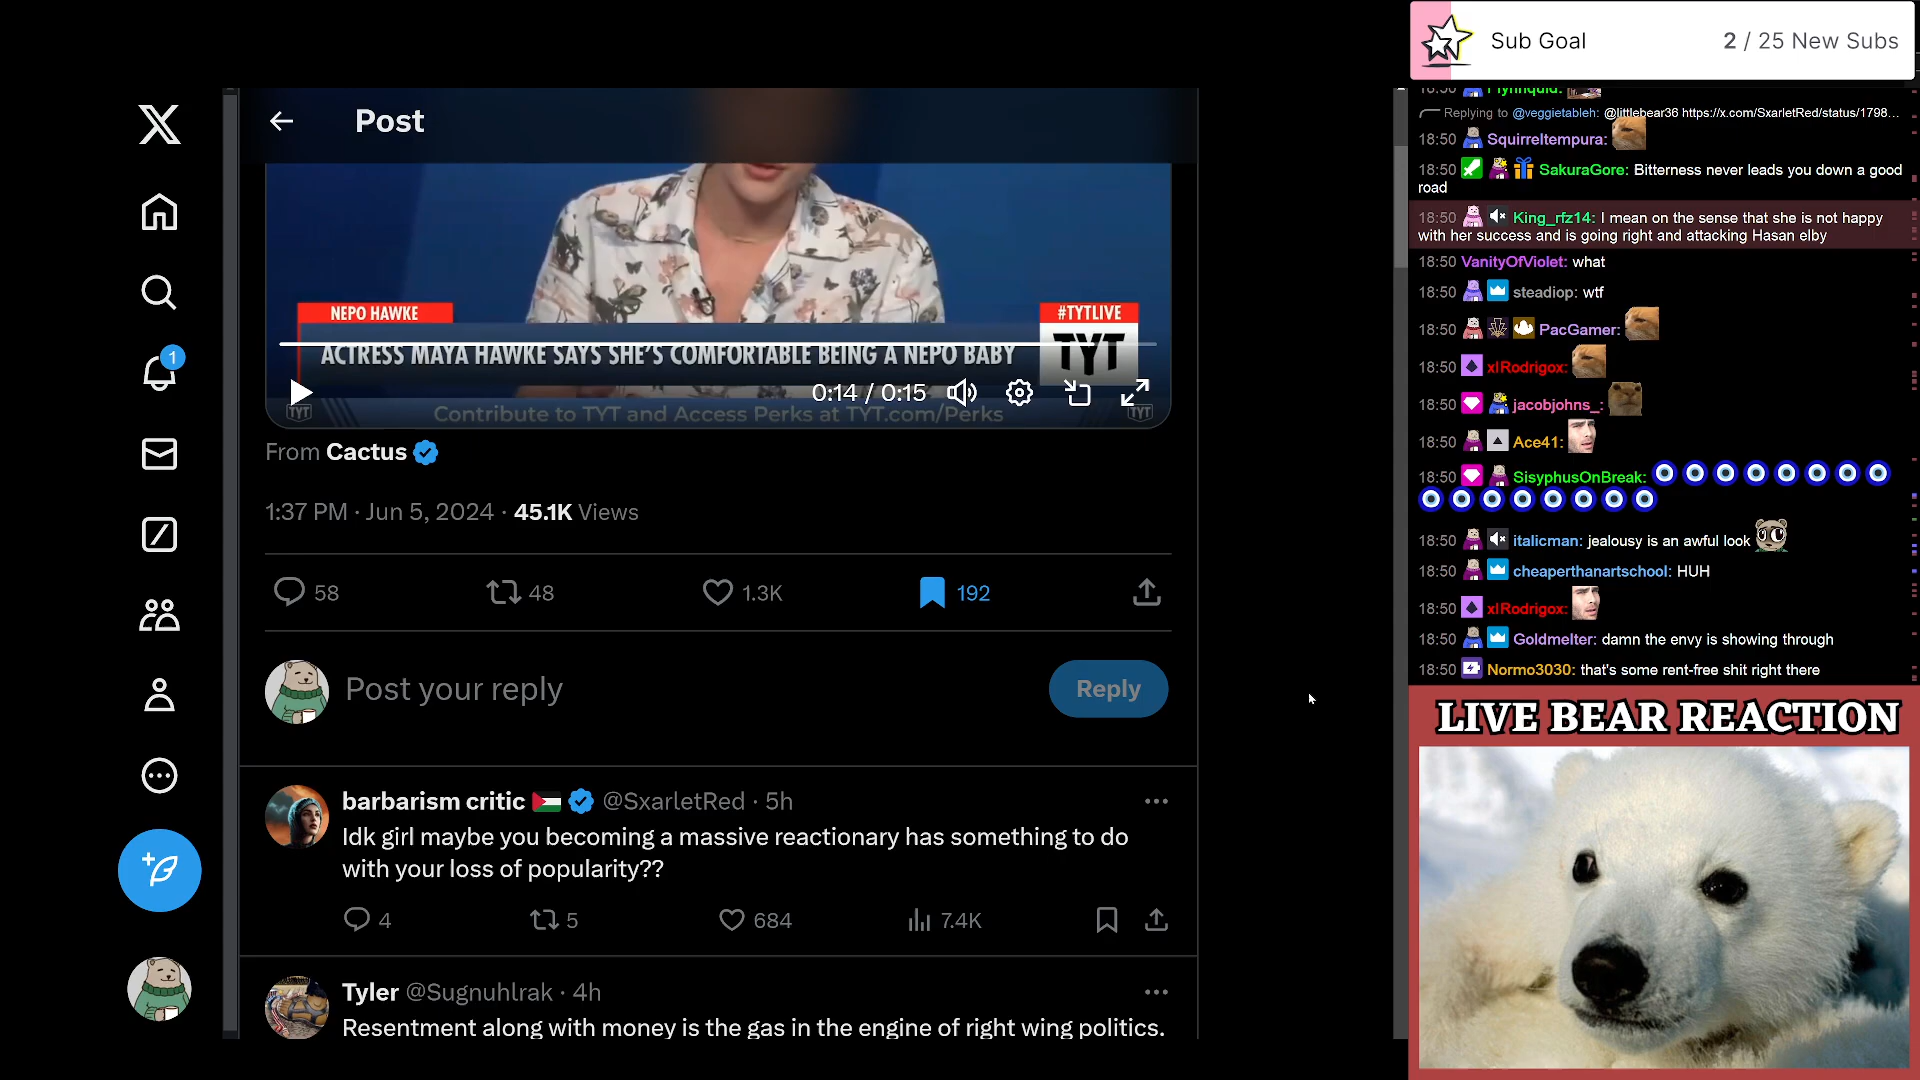 Sub Goal
2 / 25 New Subs
Post
NEPO HAWKE
#TYTLIVE
ACTRESS MAYA HAWKE SAYS SHE'S COMFORTABLE BEING A NEPO BABY
TYT
0:14 / 0:15
TYT
Contribute to TYT and Access Perks at TYT.com/Perks
TYT
From Cactus
1:37 PM · Jun 5, 2024 · 45.1K Views
58
48
1.3K
192
Post your reply
Reply
1
barbarism critic @SxarletRed · 5h
Idk girl maybe you becoming a massive reactionary has something to do
with your loss of popularity??
4
5
684
7.4K
Tyler @Sugnuhlrak · 4h
Resentment along with money is the gas in the engine of right wing politics.
Replying to @veggietableh: @littlebear36 https://x.com/SxarletRed/status/1798...
18:50 Squirreltempura:
18:50 SakuraGore: Bitterness never leads you down a good
road
18:50 King_rfz14: I mean on the sense that she is not happy
with her success and is going right and attacking Hasan elby
18:50 VanityOfViolet: what
18:50 steadiop: wtf
18:50 PacGamer:
18:50 xlRodrigox:
18:50 jacobjohns_:
18:50 Ace41:
18:50 SisyphusOnBreak:
18:50 italicman: jealousy is an awful look
18:50 cheaperthanartschool: HUH
18:50 xlRodrigox:
18:50 Goldmelter: damn the envy is showing through
18:50 Normo3030: that's some rent-free shit right there
LIVE BEAR REACTION